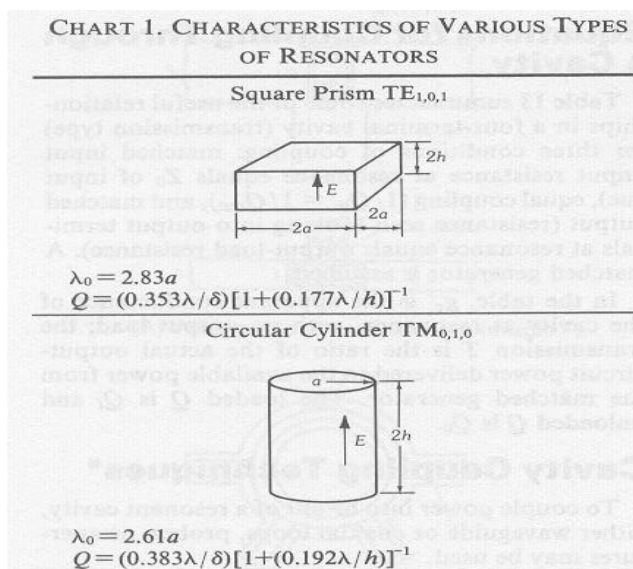 CHART 1. CHARACTERISTICS OF VARIOUS TYPES
OF RESONATORS
Square Prism TE₁,₀,₁
2h
E
2a
2a
λ₀=2.83a
Q=(0.353λ/δ)[1+(0.177λ/h)]⁻¹
Circular Cylinder TM₀,₁,₀
a
E
2h
λ₀=2.61a
Q=(0.383λ/δ)[1+(0.192λ/h)]⁻¹